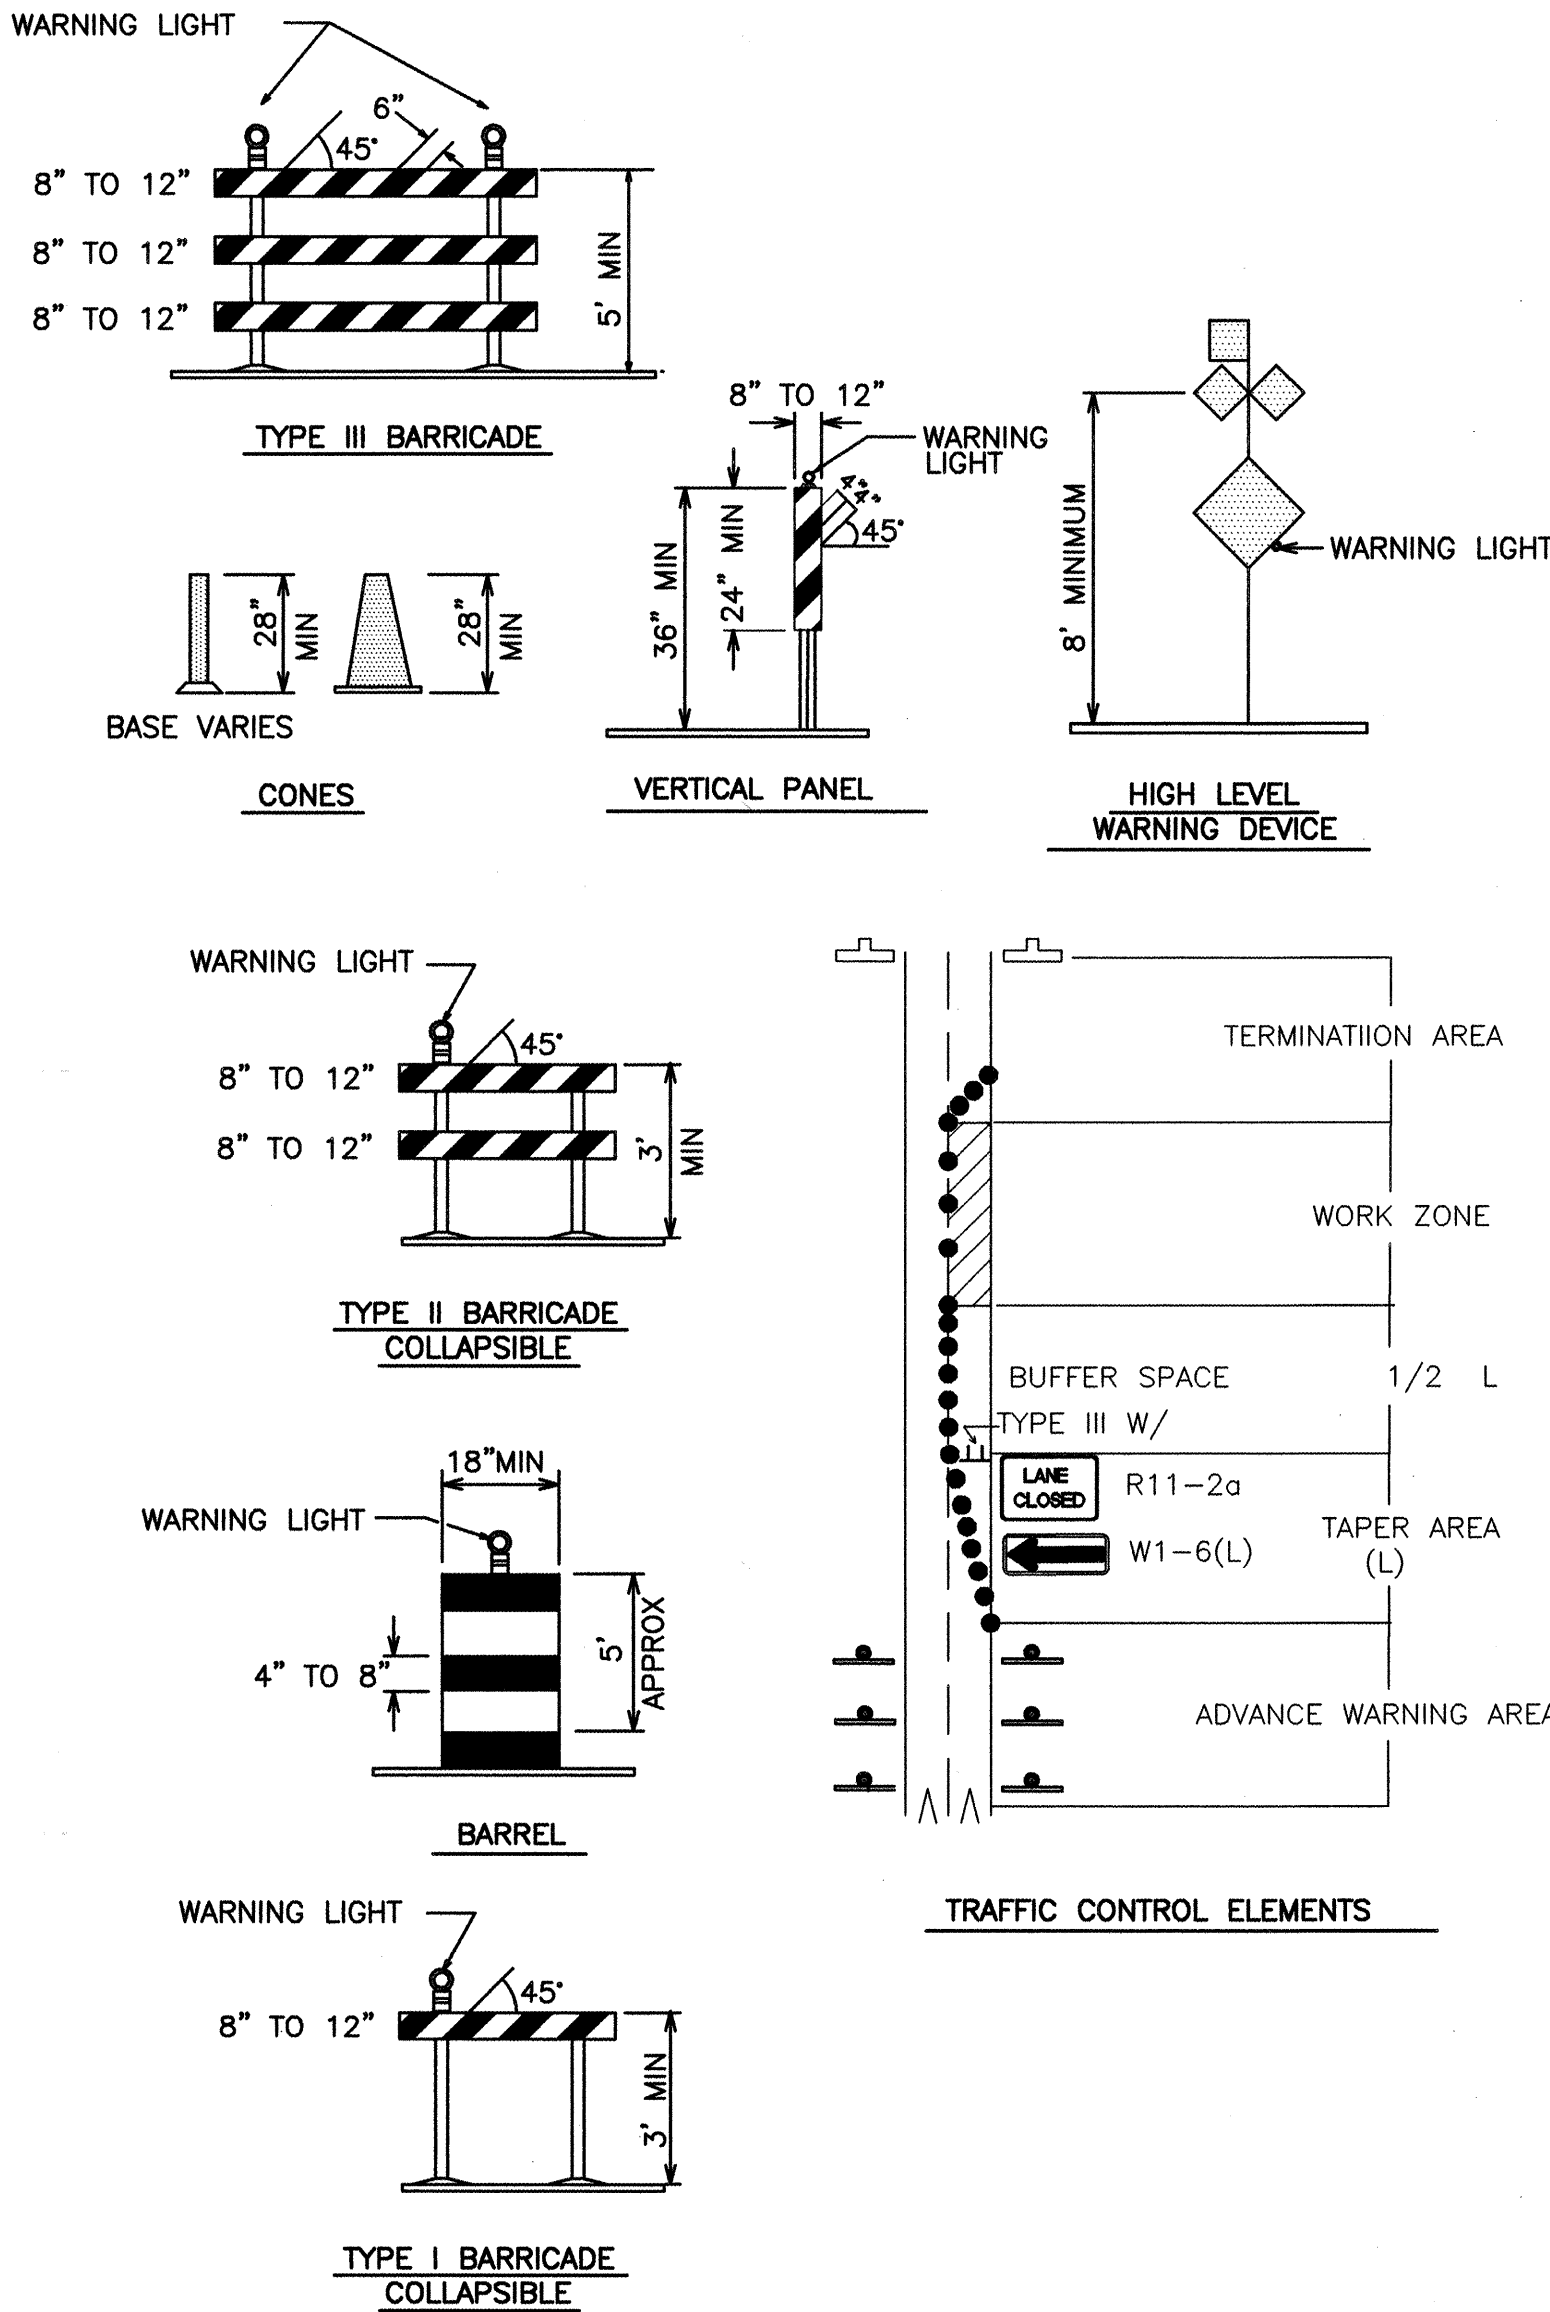 WARNING LIGHT
6"
45°
8" TO 12"
8" TO 12"
8" TO 12"
5' MIN
TYPE III BARRICADE
28"
MIN
28"
MIN
BASE VARIES
CONES
8" TO 12"
WARNING
LIGHT
4"
4"
45°
36" MIN
24" MIN
VERTICAL PANEL
8' MINIMUM
WARNING LIGHT
HIGH LEVEL
WARNING DEVICE
WARNING LIGHT
45°
8" TO 12"
8" TO 12"
3'
MIN
TYPE II BARRICADE
COLLAPSIBLE
18"MIN
WARNING LIGHT
4" TO 8"
5'
APPROX
BARREL
WARNING LIGHT
45°
8" TO 12"
3' MIN
TYPE I BARRICADE
COLLAPSIBLE
TERMINATIION AREA
WORK ZONE
BUFFER SPACE 1/2 L
TYPE III W/
LANE
CLOSED
R11-2a
TAPER AREA
(L)
W1-6(L)
ADVANCE WARNING AREA
TRAFFIC CONTROL ELEMENTS